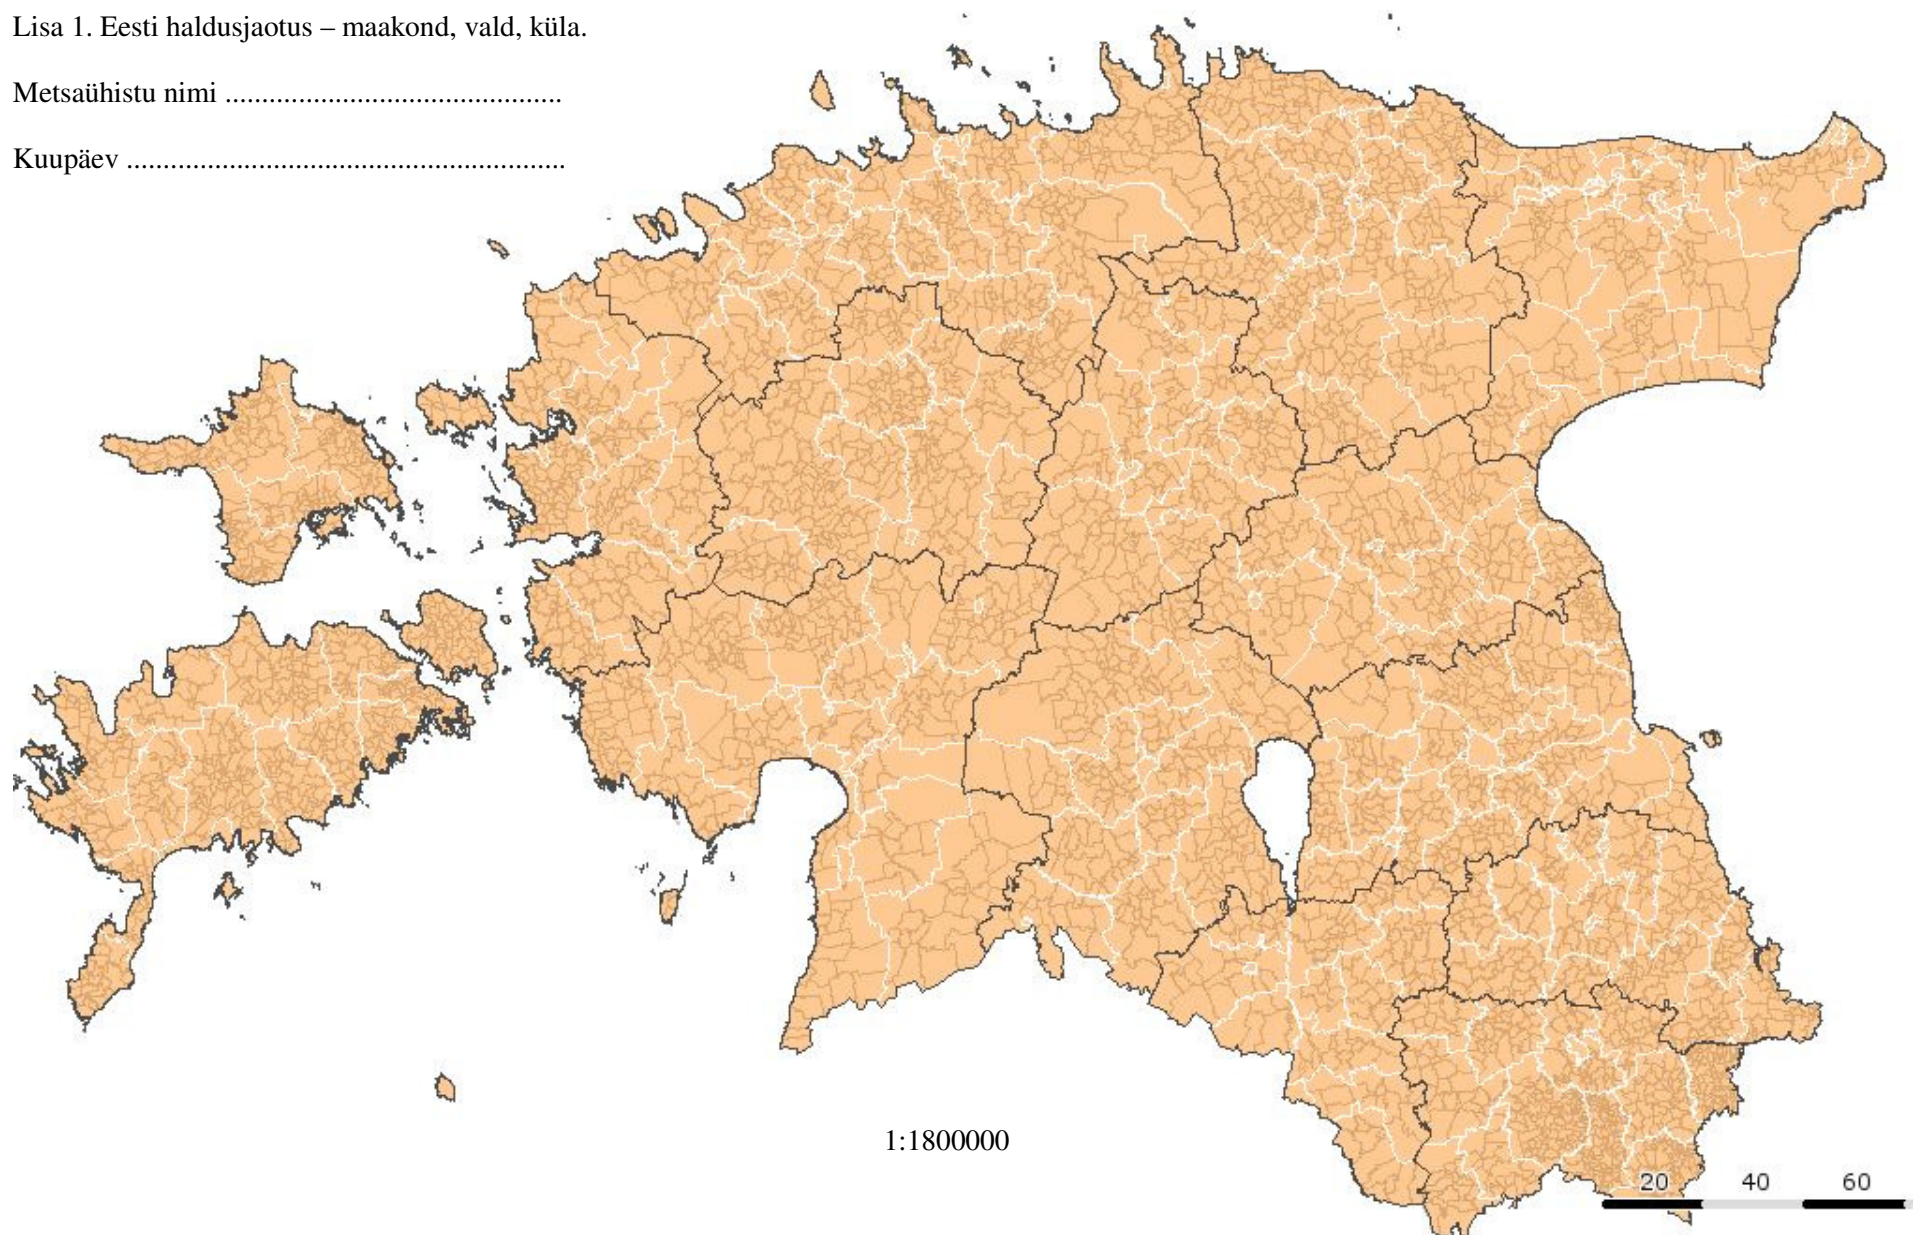 Lisa 1. Eesti haldusjaotus – maakond, vald, küla.
Metsaühistu nimi ..............................................
Kuupäev ............................................................
1:1800000
20 40 60